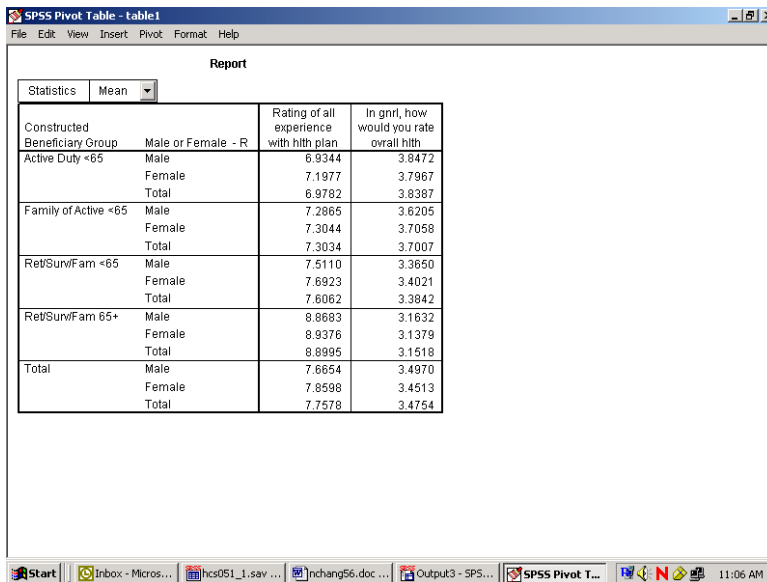 SPSS Pivot Table - table1
File Edit View Insert Pivot Format Help
Report
Statistics Mean
Constructed Beneficiary Group Male or Female - R Rating of all experience with hlth plan In gnrl, how would you rate ovrall hlth
Active Duty <65 Male 6.9344 3.8472
Female 7.1977 3.7967
Total 6.9782 3.8387
Family of Active <65 Male 7.2865 3.6205
Female 7.3044 3.7058
Total 7.3034 3.7007
Ret/Surv/Fam <65 Male 7.5110 3.3650
Female 7.6923 3.4021
Total 7.6062 3.3842
Ret/Surv/Fam 65+ Male 8.8683 3.1632
Female 8.9376 3.1379
Total 8.8995 3.1518
Total Male 7.6654 3.4970
Female 7.8598 3.4513
Total 7.7578 3.4754
Start Inbox - Micros... hcs051_1.sav ... nchang56.doc ... Output3 - SPS... SPSS Pivot T... N 11:06 AM